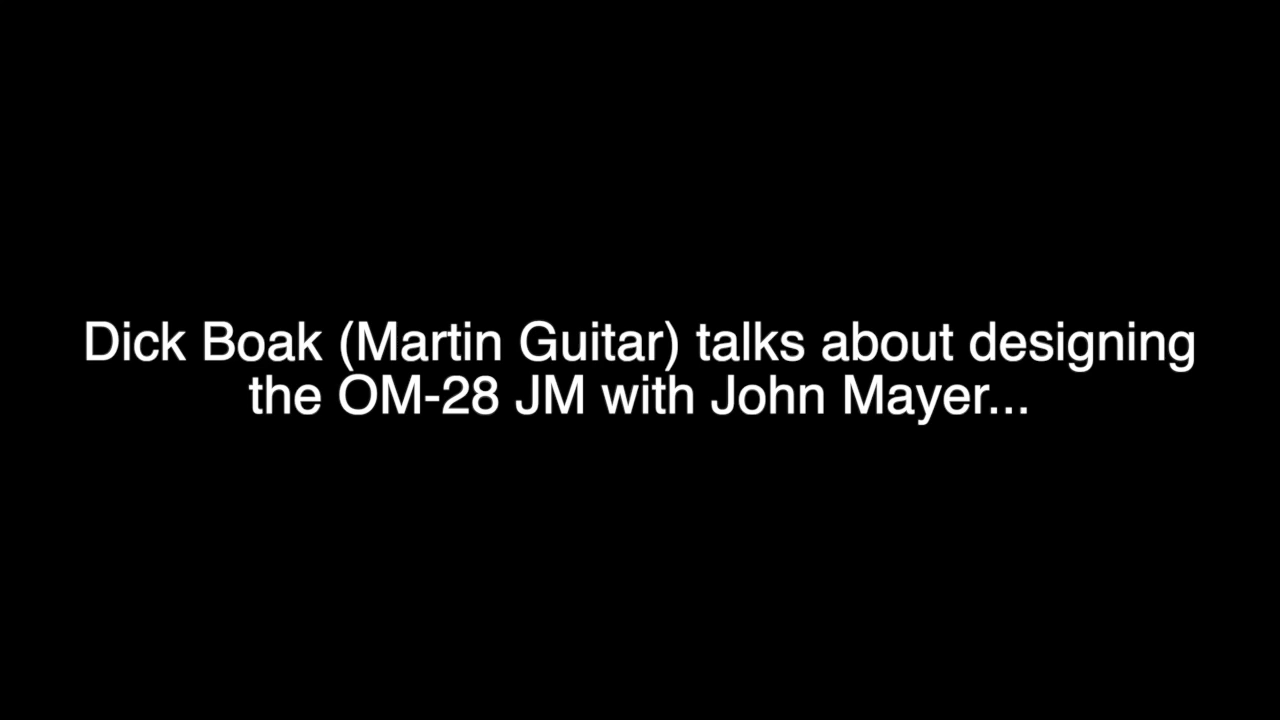 Dick Boak (Martin Guitar) talks about designing
the OM-28 JM with John Mayer...